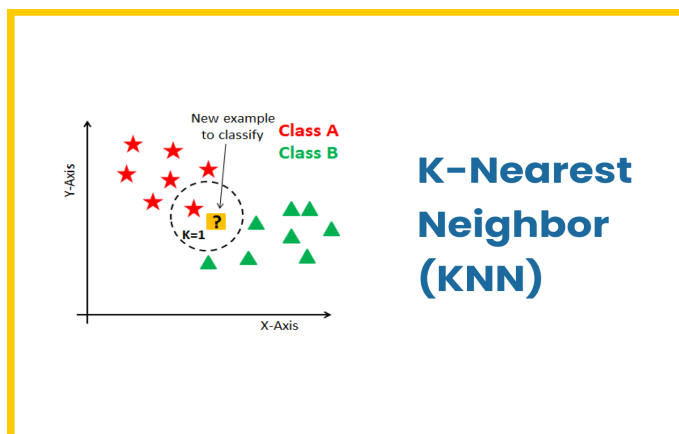 New example
to classify
Class A
Class B
Y-Axis
?
K=1
X-Axis
K-Nearest
Neighbor
(KNN)